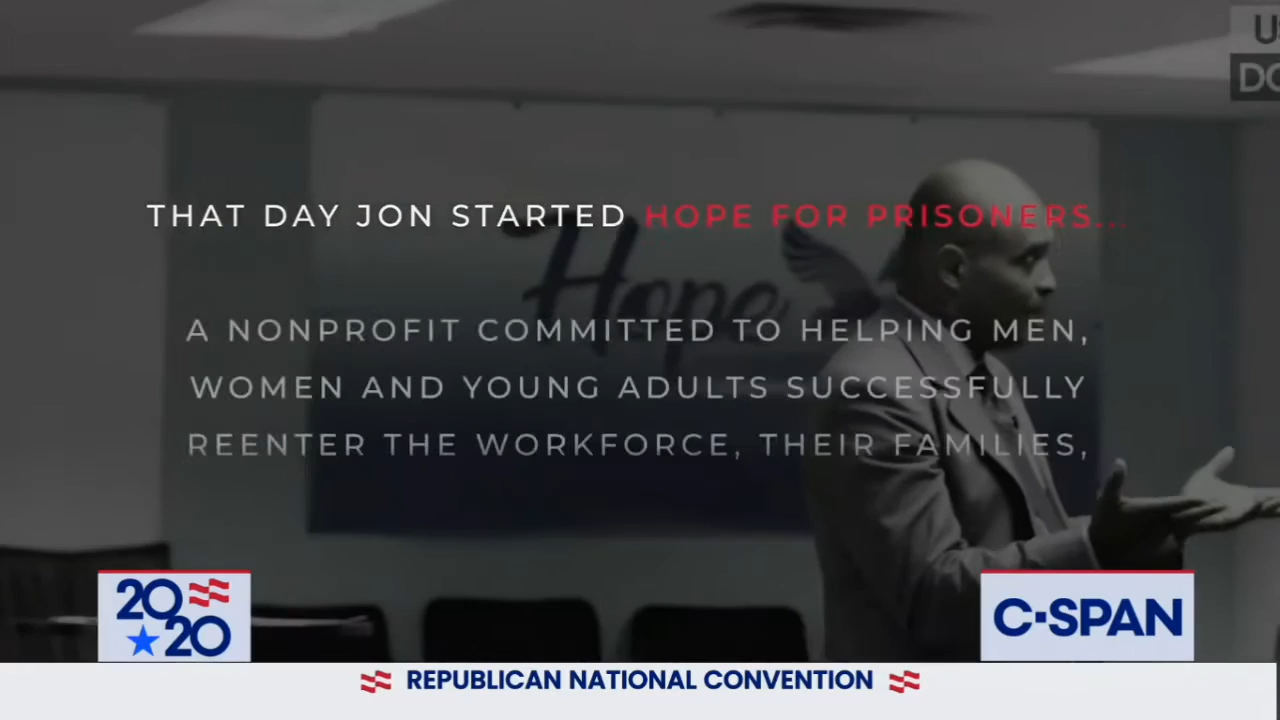 THAT DAY JON STARTED HOPE FOR PRISONERS...
Hope
A NONPROFIT COMMITTED TO HELPING MEN,
WOMEN AND YOUNG ADULTS SUCCESSFULLY
REENTER THE WORKFORCE, THEIR FAMILIES,
2020
C-SPAN
REPUBLICAN NATIONAL CONVENTION